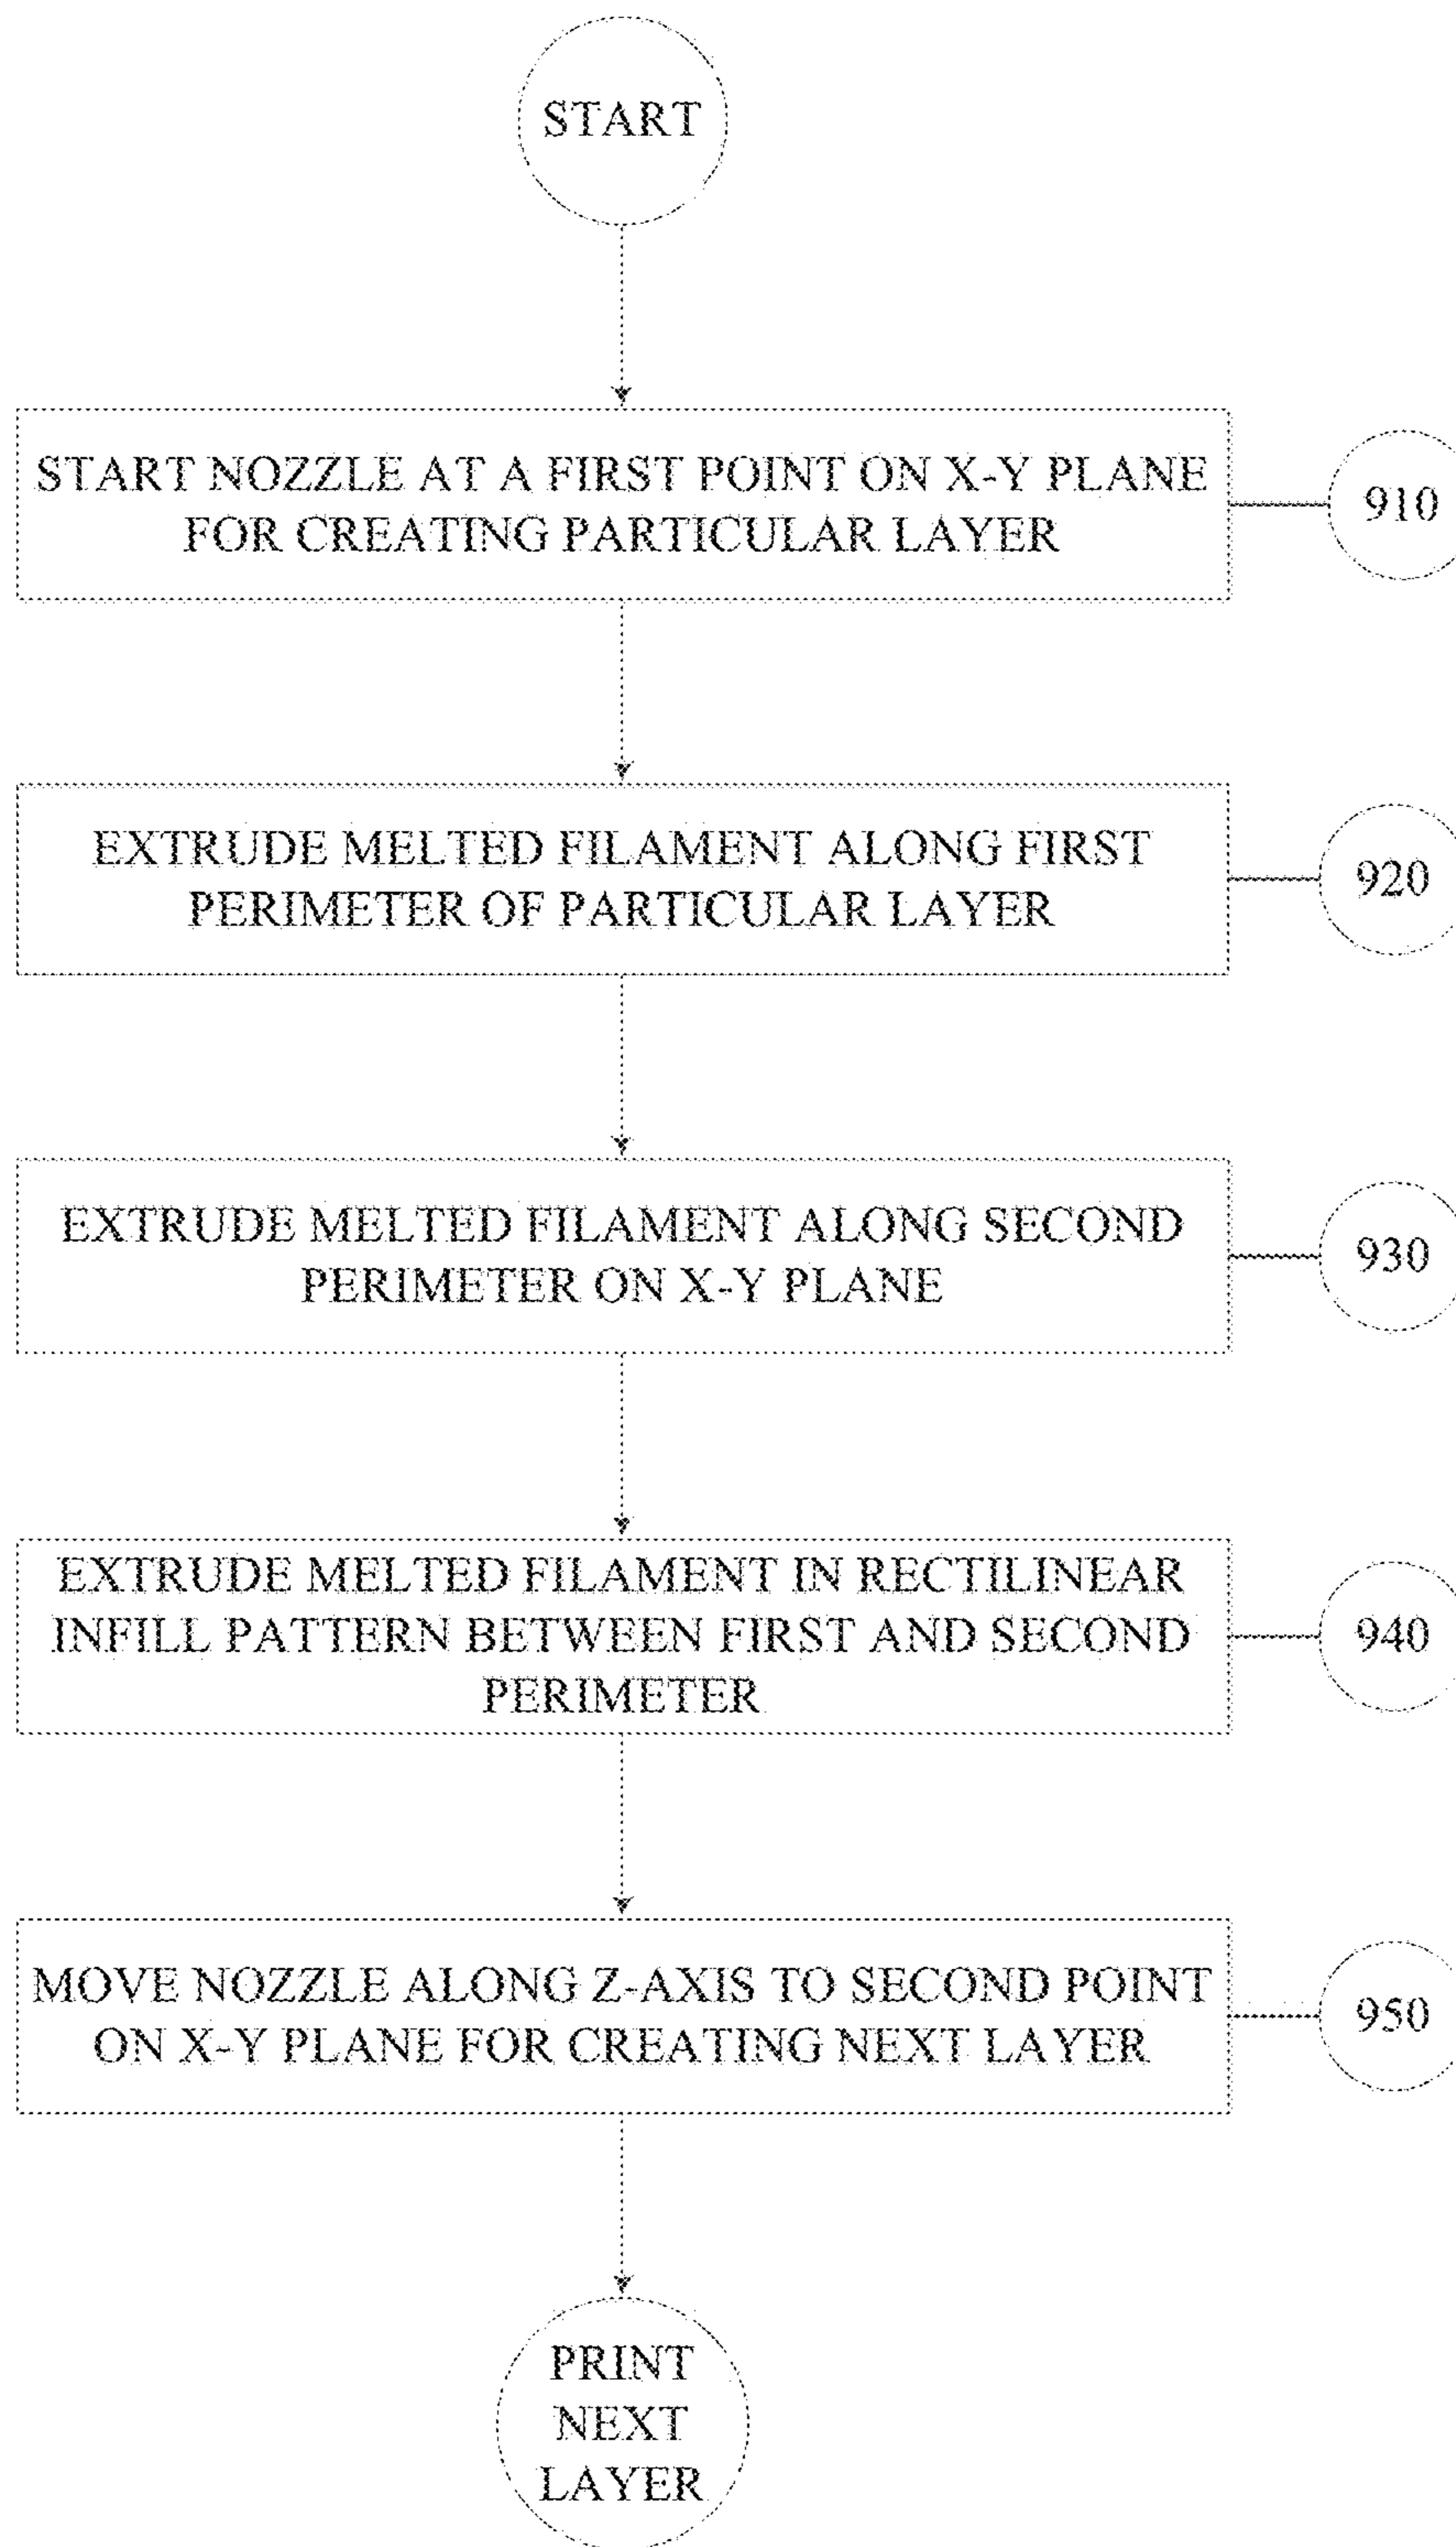 START
START NOZZLE AT A FIRST POINT ON X-Y PLANE
FOR CREATING PARTICULAR LAYER
910
EXTRUDE MELTED FILAMENT ALONG FIRST
PERIMETER OF PARTICULAR LAYER
920
EXTRUDE MELTED FILAMENT ALONG SECOND
PERIMETER ON X-Y PLANE
930
EXTRUDE MELTED FILAMENT IN RECTILINEAR
INFILL PATTERN BETWEEN FIRST AND SECOND
PERIMETER
940
MOVE NOZZLE ALONG Z-AXIS TO SECOND POINT
ON X-Y PLANE FOR CREATING NEXT LAYER
950
PRINT
NEXT
LAYER